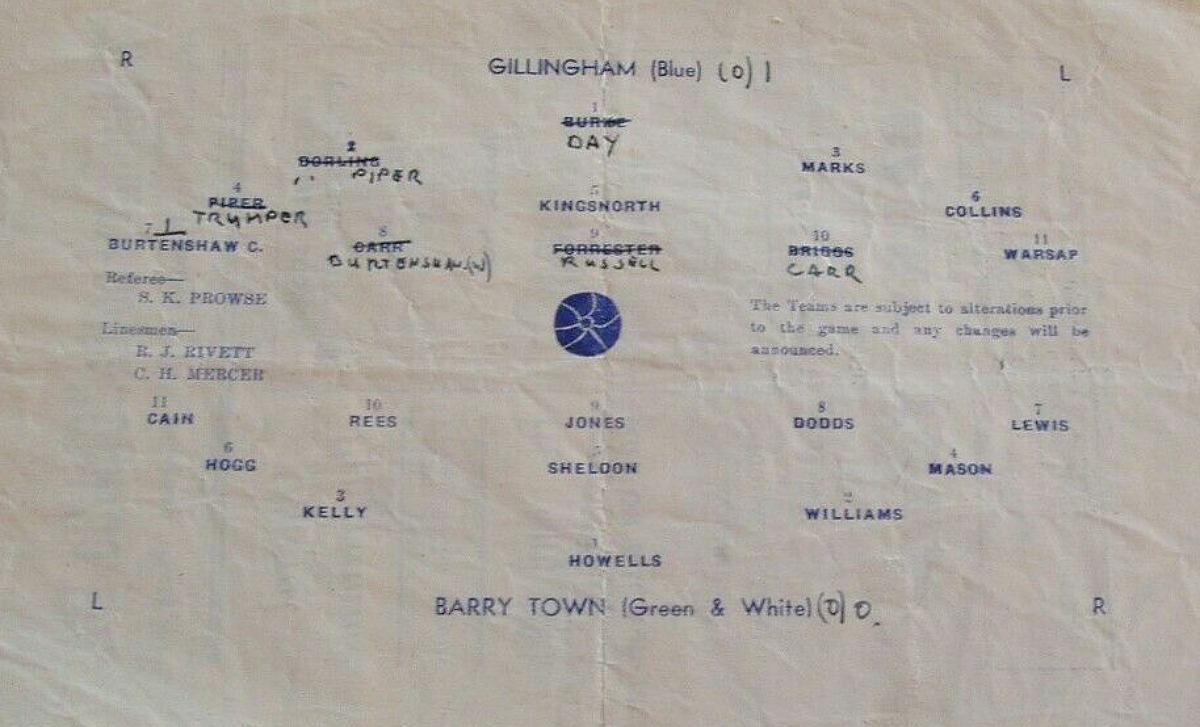 R GILLINGHAM (Blue) (0) 1 L
1
BURKE
DAY
2
DORLING
,, PIPER
3
MARKS
4
PIPER
TRUMPER
5
KINGSNORTH
6
COLLINS
7 1
BURTENSHAW C.
8
CARR
BURTENSHAW (W)
9
FORRESTER
RUSSELL
10
BRIGGS
CARR
11
WARSAP
Referee—
S. K. PROWSE
Linesmen—
R. J. RIVETT
C. H. MERCER
The Teams are subject to alterations prior
to the game and any changes will be
announced.
11 10 9 8 7
CAIN REES JONES DODDS LEWIS
6 5 4
HOGG SHELDON MASON
3 2
KELLY WILLIAMS
1
HOWELLS
L BARRY TOWN (Green & White) (0) 0. R